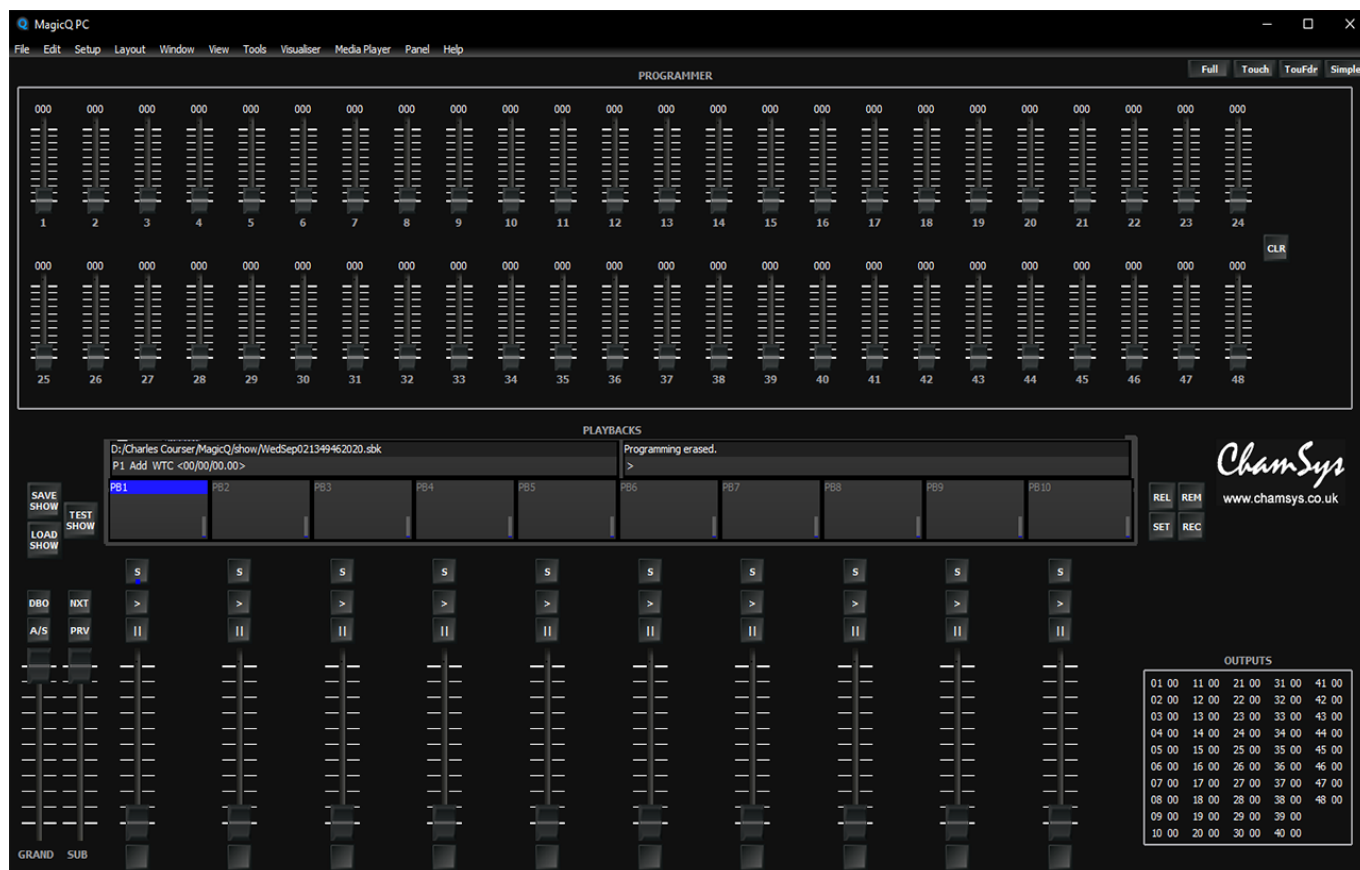 MagicQ PC
File Edit Setup Layout Window View Tools Visualiser Media Player Panel Help
PROGRAMMER
Full Touch TouFdr Simple
000 000 000 000 000 000 000 000 000 000 000 000 000 000 000 000 000 000 000 000 000 000 000 000
1 2 3 4 5 6 7 8 9 10 11 12 13 14 15 16 17 18 19 20 21 22 23 24
CLR
000 000 000 000 000 000 000 000 000 000 000 000 000 000 000 000 000 000 000 000 000 000 000 000
25 26 27 28 29 30 31 32 33 34 35 36 37 38 39 40 41 42 43 44 45 46 47 48
PLAYBACKS
D:/Charles Courser/MagicQ/show/WedSep021349462020.sbk Programming erased.
P1 Add WTC <00/00/00.00> >
PB1 PB2 PB3 PB4 PB5 PB6 PB7 PB8 PB9 PB10
SAVE SHOW
TEST SHOW
LOAD SHOW
REL REM
SET REC
ChamSys
www.chamsys.co.uk
S S S S S S S S S S
DBO NXT > > > > > > > > > >
A/S PRV || || || || || || || || || ||
OUTPUTS
01 00 11 00 21 00 31 00 41 00
02 00 12 00 22 00 32 00 42 00
03 00 13 00 23 00 33 00 43 00
04 00 14 00 24 00 34 00 44 00
05 00 15 00 25 00 35 00 45 00
06 00 16 00 26 00 36 00 46 00
07 00 17 00 27 00 37 00 47 00
08 00 18 00 28 00 38 00 48 00
09 00 19 00 29 00 39 00
10 00 20 00 30 00 40 00
GRAND SUB